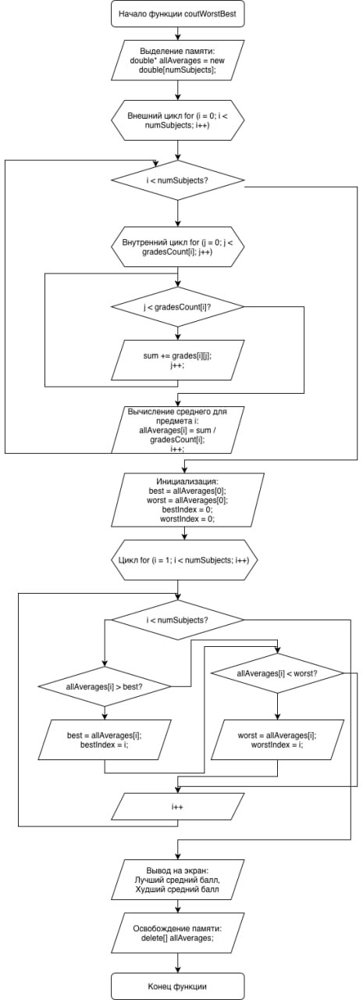 Начало функции coutWorstBest
Выделение памяти:
double* allAverages = new
double[numSubjects];
Внешний цикл for (i = 0; i <
numSubjects; i++)
i < numSubjects?
Внутренний цикл for (j = 0; j <
gradesCount[i]; j++)
j < gradesCount[i]?
sum += grades[i][j];
j++;
Вычисление среднего для
предмета i:
allAverages[i] = sum /
gradesCount[i];
i++;
Инициализация:
best = allAverages[0];
worst = allAverages[0];
bestIndex = 0;
worstIndex = 0;
Цикл for (i = 1; i < numSubjects; i++)
i < numSubjects?
allAverages[i] > best?
allAverages[i] < worst?
best = allAverages[i];
bestIndex = i;
worst = allAverages[i];
worstIndex = i;
i++
Вывод на экран:
Лучший средний балл,
Худший средний балл
Освобождение памяти:
delete[] allAverages;
Конец функции